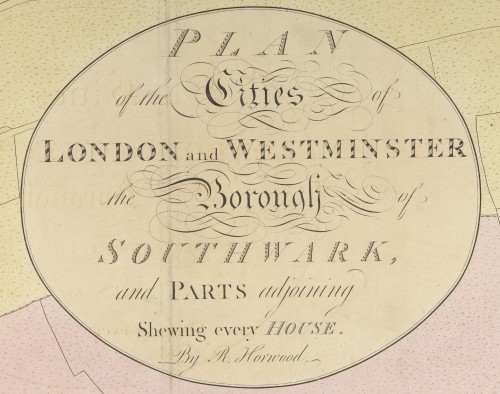 PLAN
of the Cities of
LONDON and WESTMINSTER
the Borough of
SOUTHWARK,
and PARTS adjoining
Shewing every HOUSE.
By R. Horwood